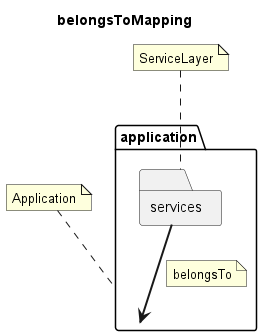 belongsToMapping
ServiceLayer
application
services
Application
belongsTo